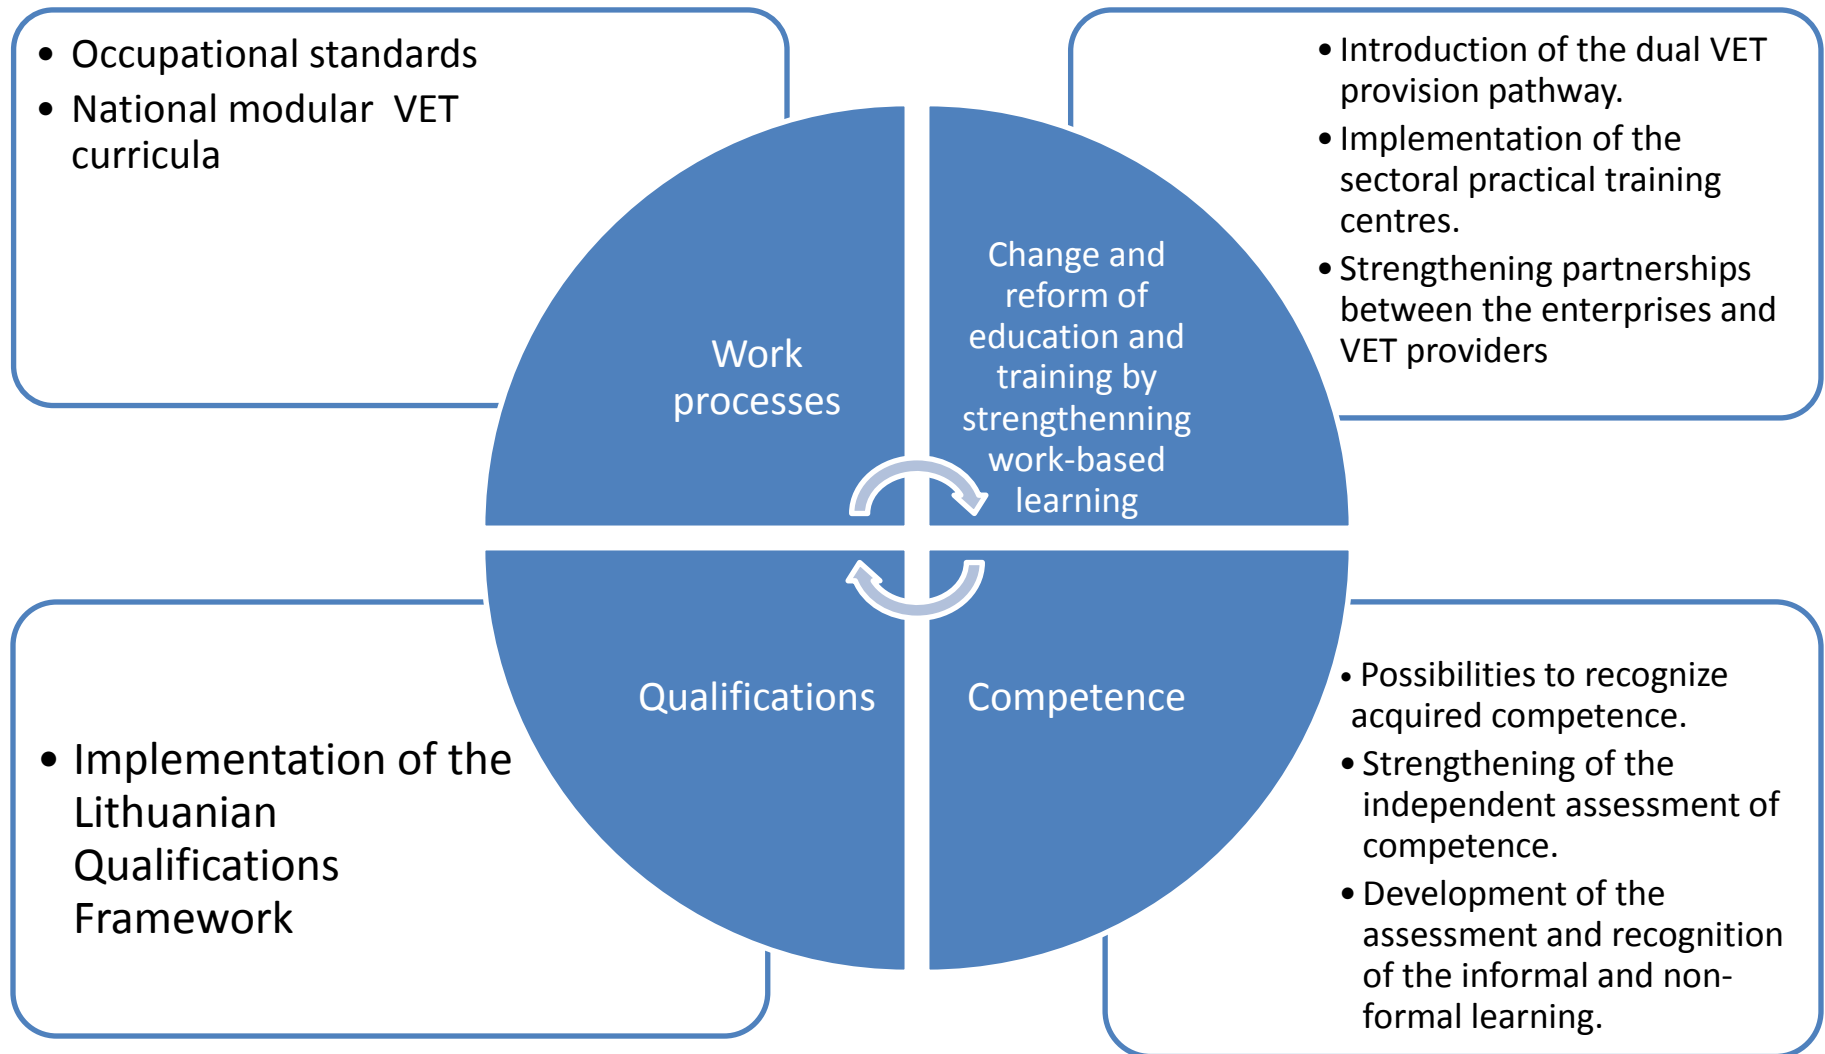 • Occupational standards
• National modular VET
curricula
• Introduction of the dual VET
provision pathway.
• Implementation of the
sectoral practical training
centres.
• Strengthening partnerships
between the enterprises and
VET providers
Work
processes
Change and
reform of
education and
training by
strengthenning
work-based
learning
Qualifications
Competence
• Implementation of the
Lithuanian
Qualifications
Framework
• Possibilities to recognize
acquired competence.
• Strengthening of the
independent assessment of
competence.
• Development of the
assessment and recognition
of the informal and non-
formal learning.